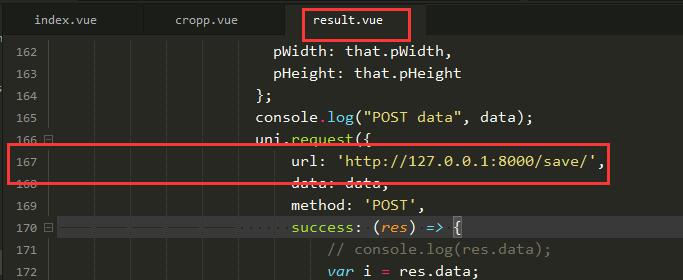 index.vue cropp.vue result.vue
162 pWidth: that.pWidth,
163 pHeight: that.pHeight
164 };
165 console.log("POST data", data);
166 uni.request({
167 url: 'http://127.0.0.1:8000/save/',
168 data: data,
169 method: 'POST',
170 success: (res) => {
171 // console.log(res.data);
172 var i = res.data;